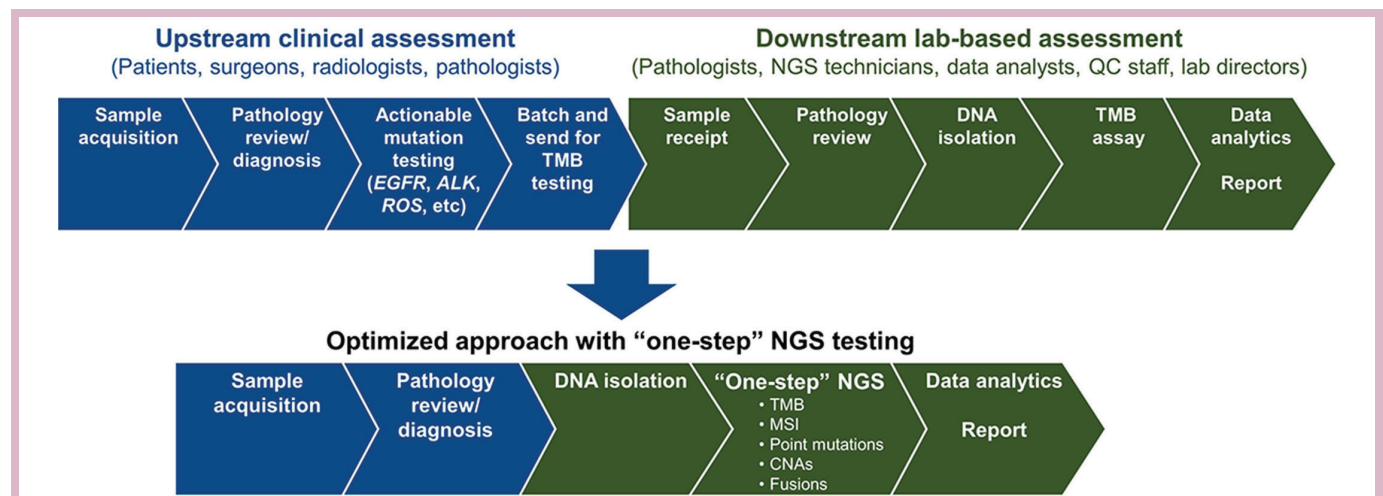 Upstream clinical assessment
(Patients, surgeons, radiologists, pathologists)
Downstream lab-based assessment
(Pathologists, NGS technicians, data analysts, QC staff, lab directors)
Sample
acquisition
Pathology
review/
diagnosis
Actionable
mutation
testing
(EGFR, ALK,
ROS, etc)
Batch and
send for
TMB
testing
Sample
receipt
Pathology
review
DNA
isolation
TMB
assay
Data
analytics
Report
Optimized approach with “one-step” NGS testing
Sample
acquisition
Pathology
review/
diagnosis
DNA isolation
“One-step” NGS
• TMB
• MSI
• Point mutations
• CNAs
• Fusions
Data analytics
Report